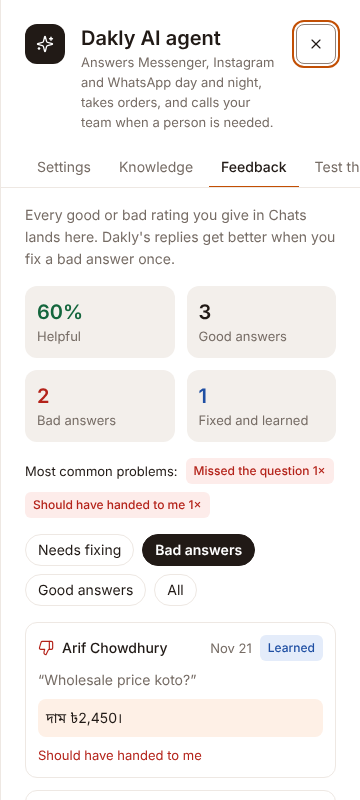 Dakly AI agent
Answers Messenger, Instagram
and WhatsApp day and night,
takes orders, and calls your
team when a person is needed.
Settings Knowledge Feedback Test th
Every good or bad rating you give in Chats
lands here. Dakly's replies get better when you
fix a bad answer once.
60% 3
Helpful Good answers
2 1
Bad answers Fixed and learned
Most common problems: Missed the question 1×
Should have handed to me 1×
Needs fixing Bad answers
Good answers All
Arif Chowdhury Nov 21 Learned
“Wholesale price koto?”
দাম ৳2,450।
Should have handed to me